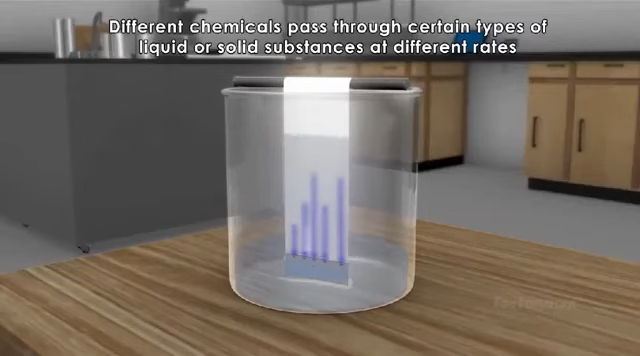 Different chemicals pass through certain types of
liquid or solid substances at different rates